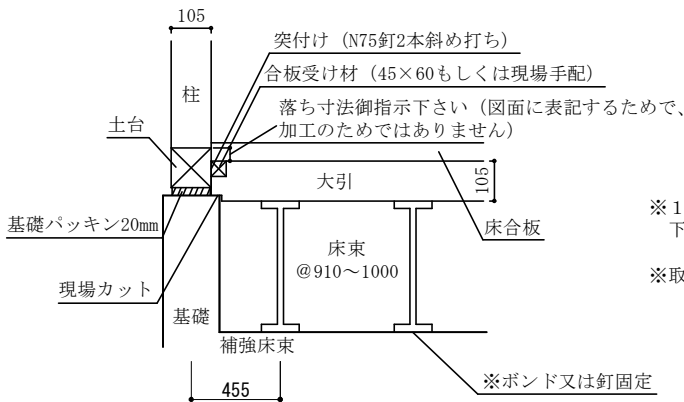 105
突付け（N75釘2本斜め打ち）
合板受け材（45×60もしくは現場手配）
柱
落ち寸法御指示下さい（図面に表記するためで、
加工のためではありません）
土台
大引
105
※1
下
基礎パッキン20mm
床合板
床束
@910～1000
※取
現場カット
基礎
補強床束
455
※ボンド又は釘固定